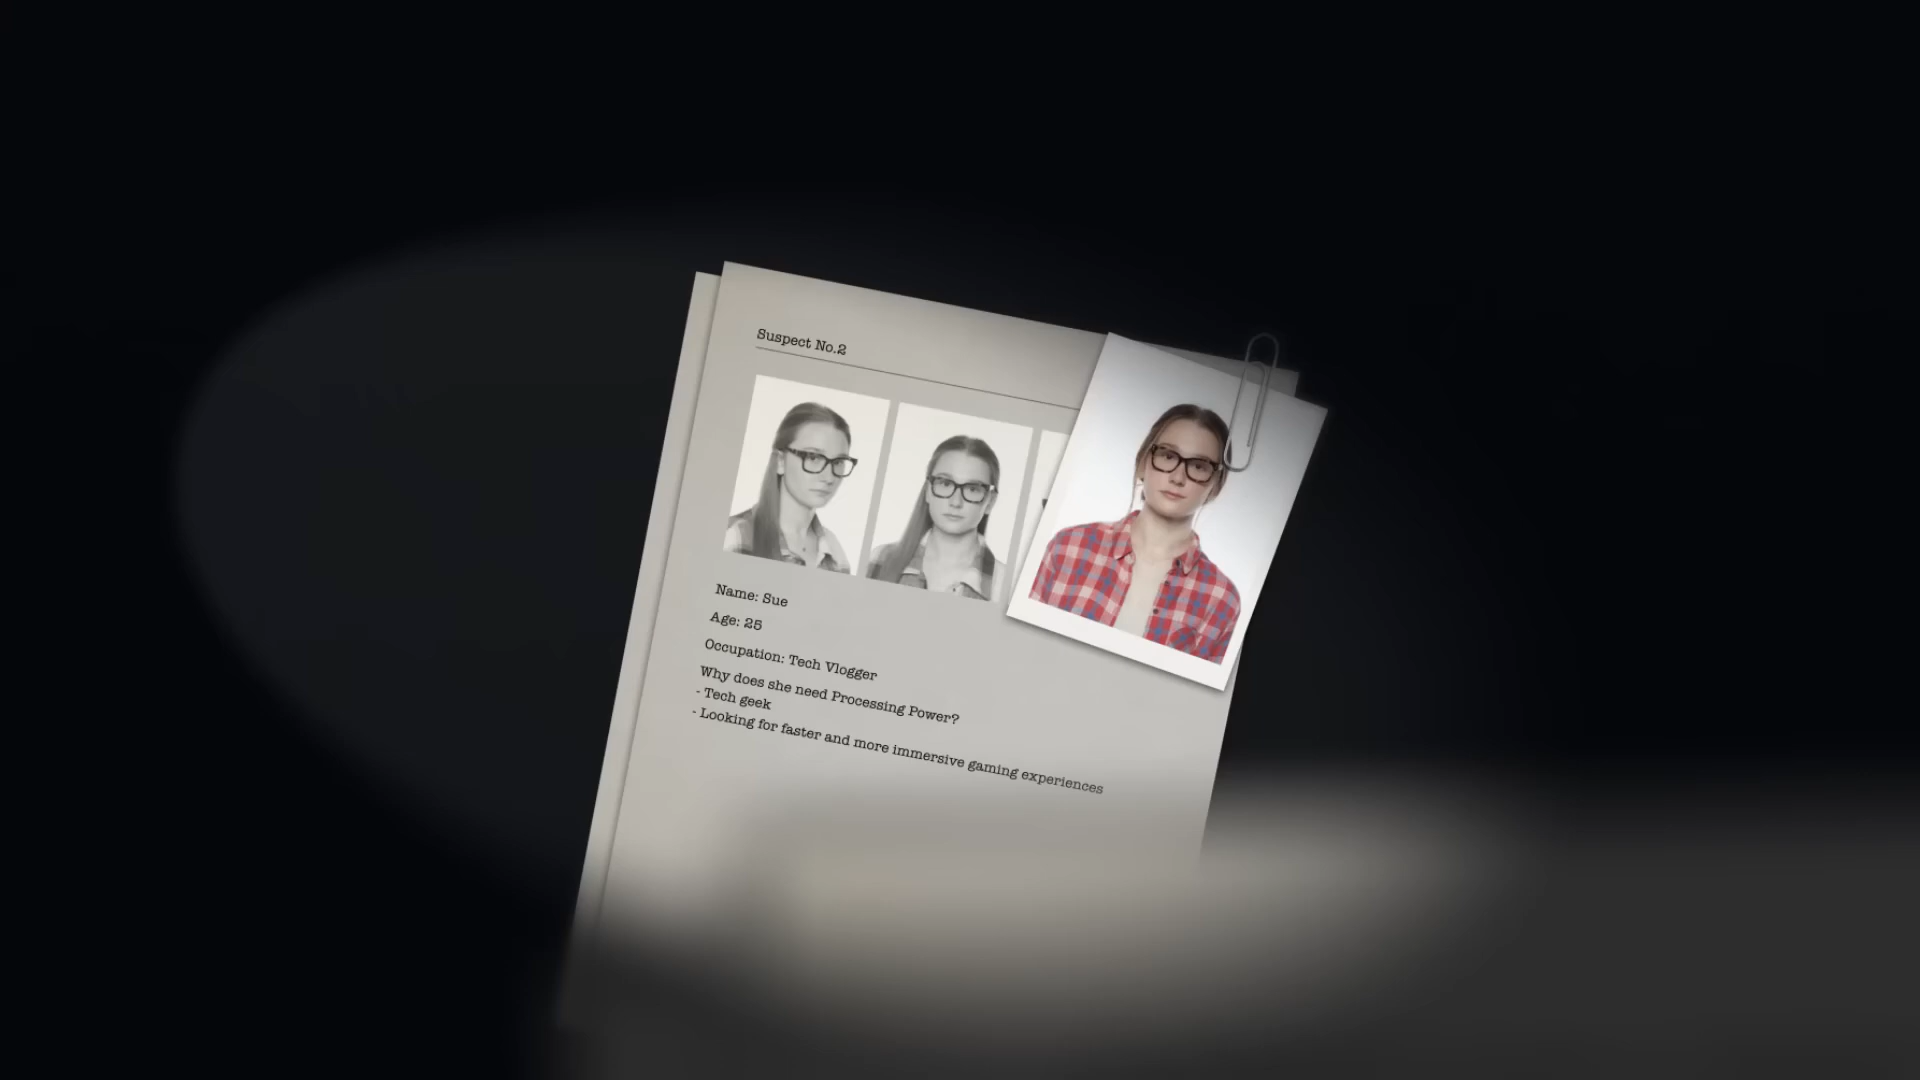 Suspect No.2
Name: Sue
Age: 25
Occupation: Tech Vlogger
Why does she need Processing Power?
- Tech geek
- Looking for faster and more immersive gaming experiences